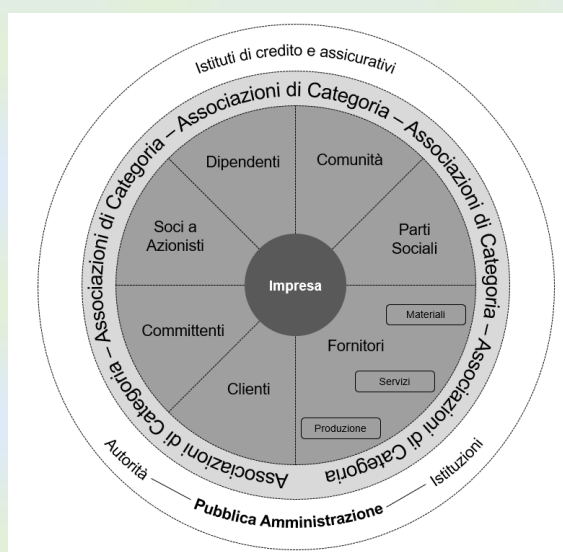 Istituti di credito e assicurativi
Associazioni di Categoria – Associazioni di Categoria – Associazioni di Categoria – Associazioni di Categoria
Associazioni di Categoria
Dipendenti
Comunità
Soci a
Azionisti
Parti
Sociali
Impresa
Materiali
Committenti
Fornitori
Servizi
Clienti
Produzione
Autorità
Pubblica Amministrazione
Istituzioni